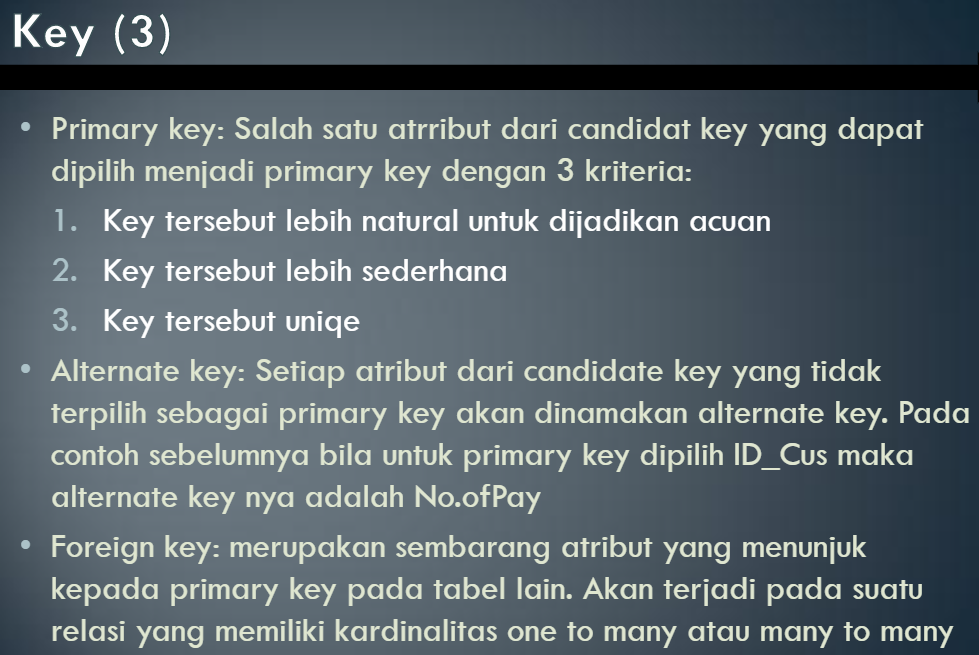 Key (3)
• Primary key: Salah satu atrribut dari candidat key yang dapat
dipilih menjadi primary key dengan 3 kriteria:
1. Key tersebut lebih natural untuk dijadikan acuan
2. Key tersebut lebih sederhana
3. Key tersebut uniqe
• Alternate key: Setiap atribut dari candidate key yang tidak
terpilih sebagai primary key akan dinamakan alternate key. Pada
contoh sebelumnya bila untuk primary key dipilih ID_Cus maka
alternate key nya adalah No.ofPay
• Foreign key: merupakan sembarang atribut yang menunjuk
kepada primary key pada tabel lain. Akan terjadi pada suatu
relasi yang memiliki kardinalitas one to many atau many to many